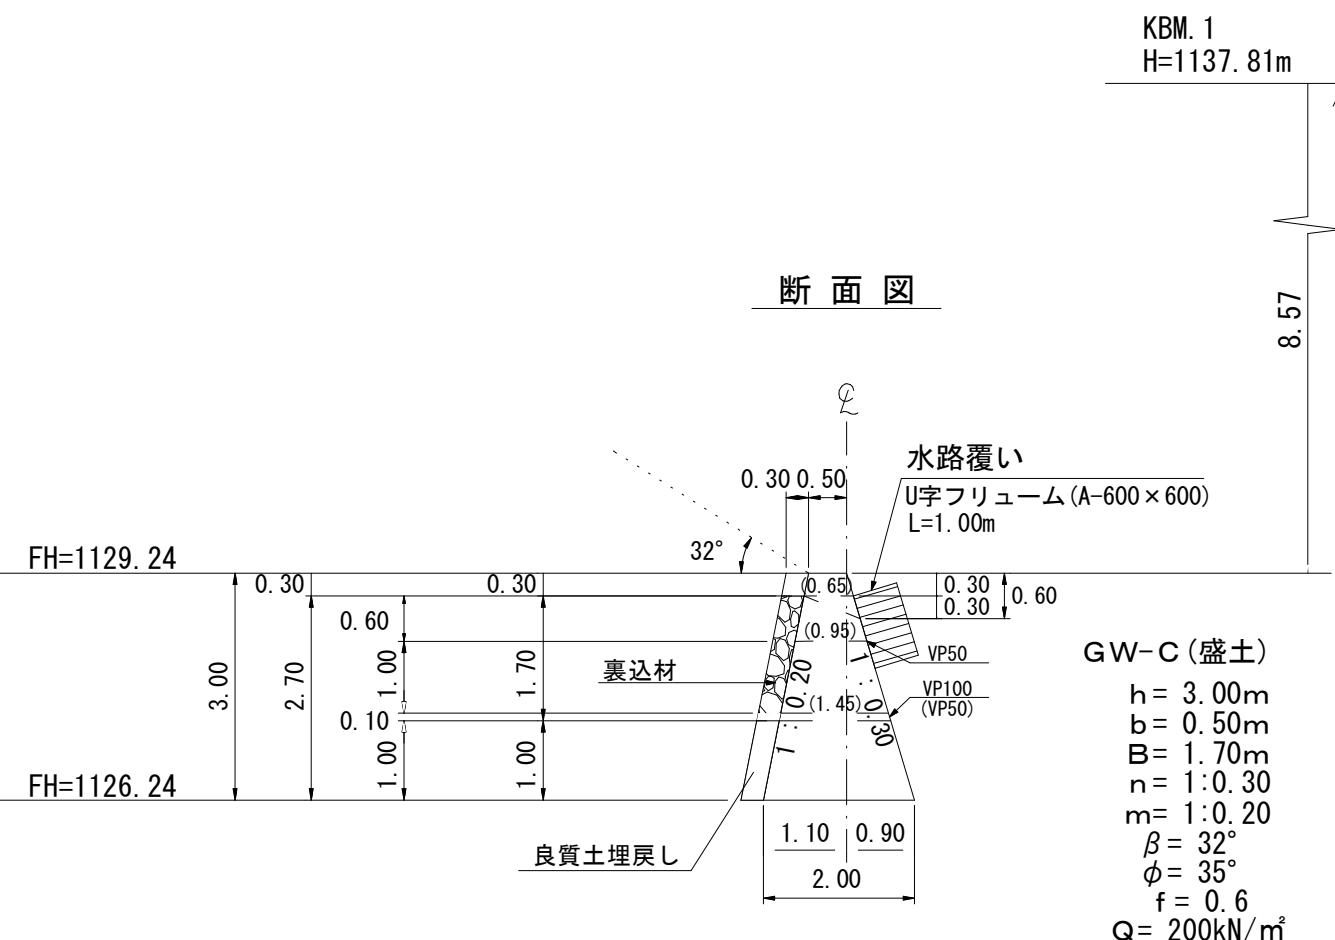 KBM.1
H=1137.81m
断面図
8.57
℄
水路覆い
U字フリューム(A-600×600)
L=1.00m
0.30 0.50
32°
FH=1129.24
0.30
0.30
(0.65)
0.30
0.30
0.60
0.60
(0.95)
VP50
3.00
2.70
1.00
1.70
裏込材
1:0.20
1:0.30
(1.45)
VP100
(VP50)
0.10
1.00
1.00
FH=1126.24
良質土埋戻し
1.10 0.90
2.00
GW-C(盛土)
h= 3.00m
b= 0.50m
B= 1.70m
n= 1:0.30
m= 1:0.20
β= 32°
φ= 35°
f= 0.6
Q= 200kN/㎡